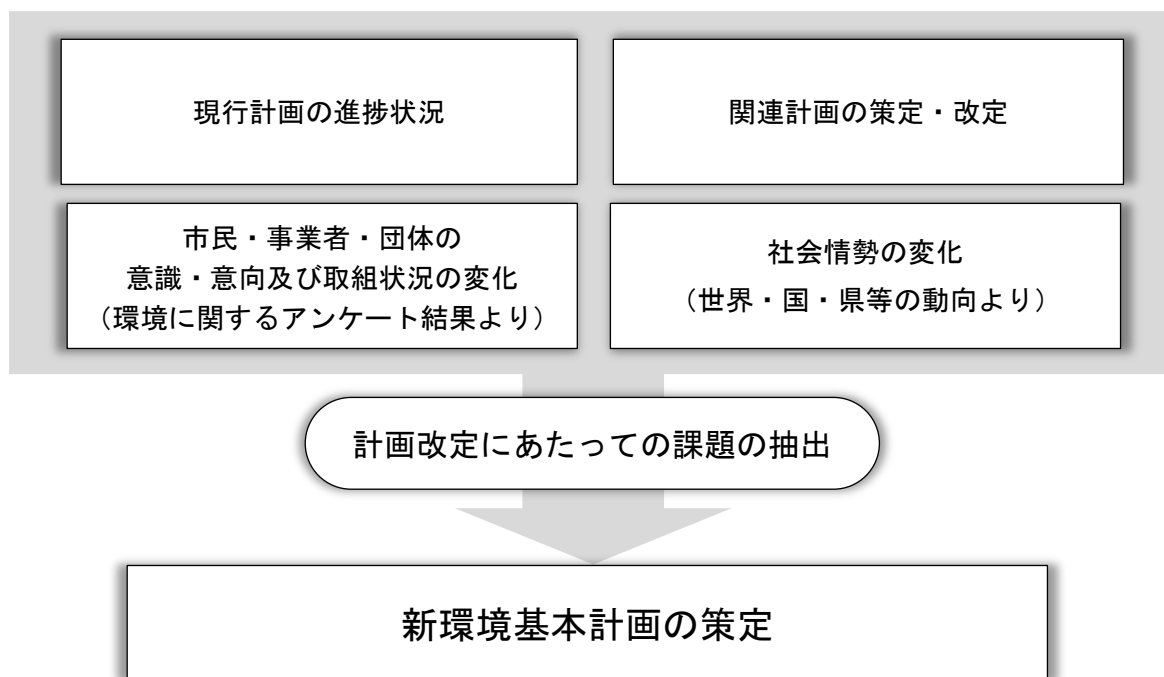 現行計画の進捗状況
関連計画の策定・改定
市民・事業者・団体の
意識・意向及び取組状況の変化
（環境に関するアンケート結果より）
社会情勢の変化
（世界・国・県等の動向より）
計画改定にあたっての課題の抽出
新環境基本計画の策定